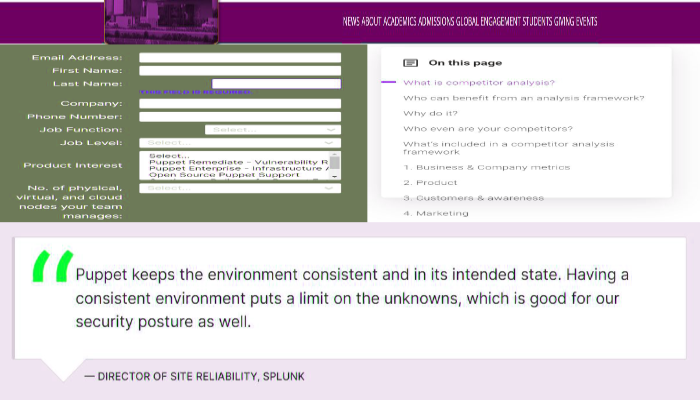 NEWS ABOUT ACADEMICS ADMISSIONS GLOBAL ENGAGEMENT STUDENTS GIVING EVENTS
Email Address:
First Name:
Last Name:
THIS FIELD IS REQUIRED
Company:
Phone Number:
Job Function:
Select...
Job Level:
Select...
Product Interest
Select...
Puppet Remediate - Vulnerability R
Puppet Enterprise - Infrastructure
Open Source Puppet Support
No. of physical,
virtual, and cloud
nodes your team
manages:
Select...
On this page
What is competitor analysis?
Who can benefit from an analysis framework?
Why do it?
Who even are your competitors?
What's included in a competitor analysis
framework
1. Business & Company metrics
2. Product
3. Customers & awareness
4. Marketing
“
Puppet keeps the environment consistent and in its intended state. Having a
consistent environment puts a limit on the unknowns, which is good for our
security posture as well.
— DIRECTOR OF SITE RELIABILITY, SPLUNK